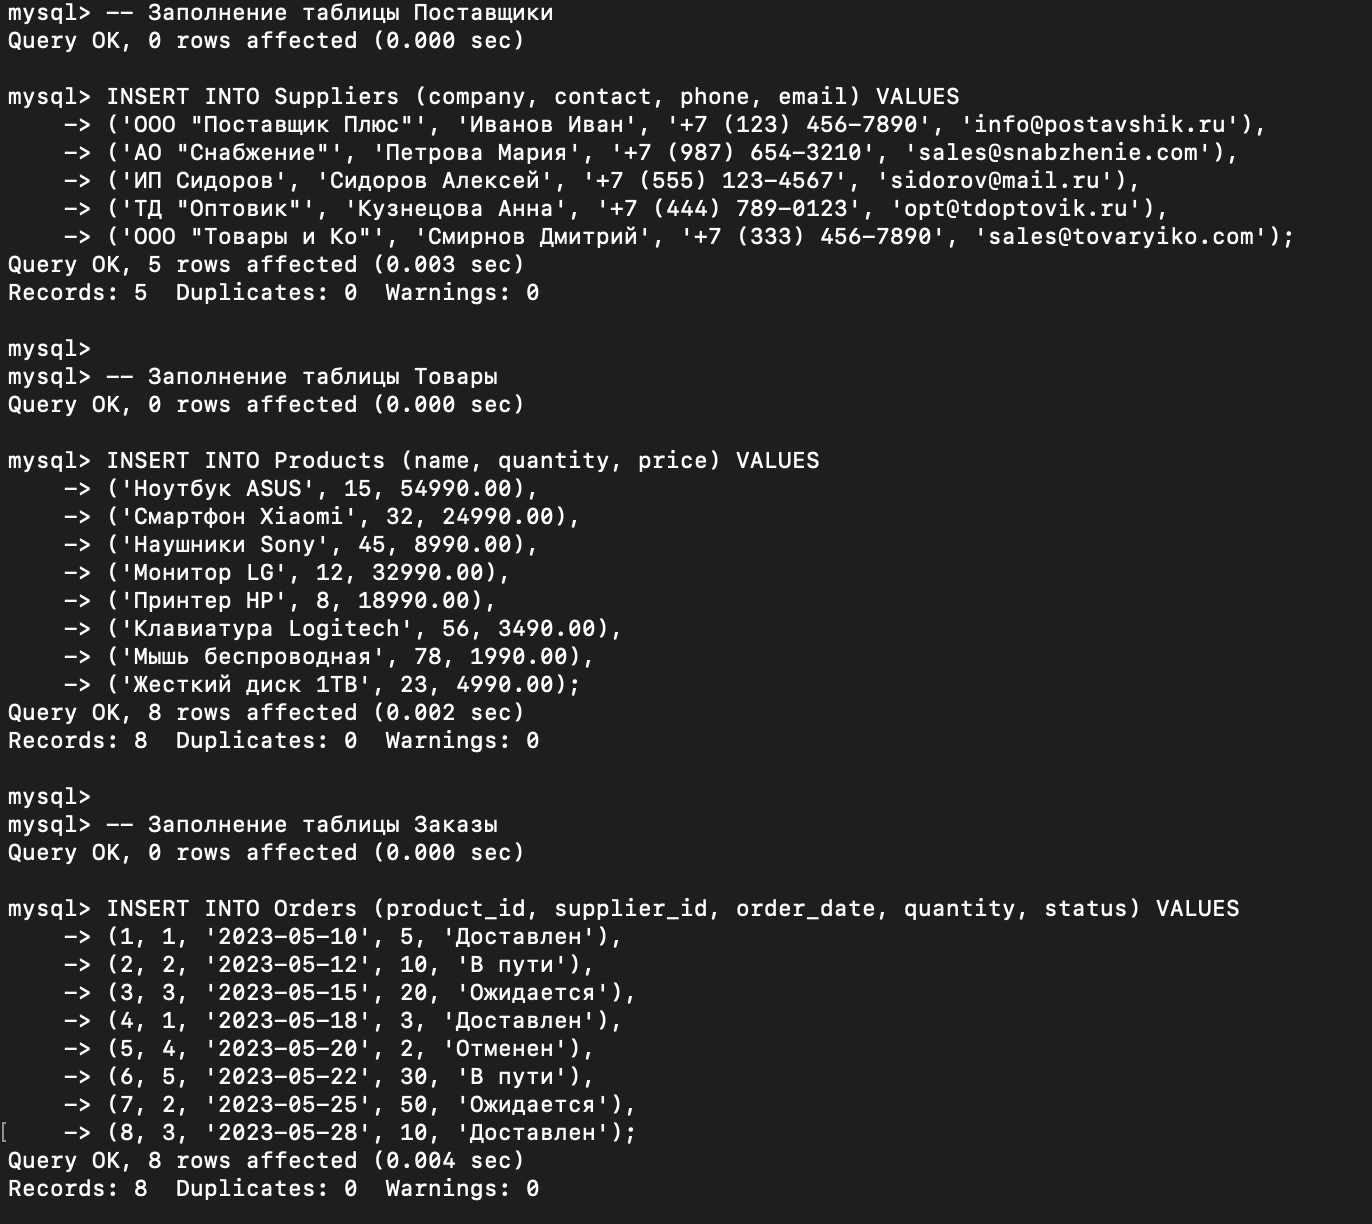 mysql> -- Заполнение таблицы Поставщики
Query OK, 0 rows affected (0.000 sec)
mysql> INSERT INTO Suppliers (company, contact, phone, email) VALUES
    -> ('ООО "Поставщик Плюс"', 'Иванов Иван', '+7 (123) 456-7890', 'info@postavshik.ru'),
    -> ('АО "Снабжение"', 'Петрова Мария', '+7 (987) 654-3210', 'sales@snabzhenie.com'),
    -> ('ИП Сидоров', 'Сидоров Алексей', '+7 (555) 123-4567', 'sidorov@mail.ru'),
    -> ('ТД "Оптовик"', 'Кузнецова Анна', '+7 (444) 789-0123', 'opt@tdoptovik.ru'),
    -> ('ООО "Товары и Ко"', 'Смирнов Дмитрий', '+7 (333) 456-7890', 'sales@tovaryiko.com');
Query OK, 5 rows affected (0.003 sec)
Records: 5  Duplicates: 0  Warnings: 0
mysql>
mysql> -- Заполнение таблицы Товары
Query OK, 0 rows affected (0.000 sec)
mysql> INSERT INTO Products (name, quantity, price) VALUES
    -> ('Ноутбук ASUS', 15, 54990.00),
    -> ('Смартфон Xiaomi', 32, 24990.00),
    -> ('Наушники Sony', 45, 8990.00),
    -> ('Монитор LG', 12, 32990.00),
    -> ('Принтер HP', 8, 18990.00),
    -> ('Клавиатура Logitech', 56, 3490.00),
    -> ('Мышь беспроводная', 78, 1990.00),
    -> ('Жесткий диск 1TB', 23, 4990.00);
Query OK, 8 rows affected (0.002 sec)
Records: 8  Duplicates: 0  Warnings: 0
mysql>
mysql> -- Заполнение таблицы Заказы
Query OK, 0 rows affected (0.000 sec)
mysql> INSERT INTO Orders (product_id, supplier_id, order_date, quantity, status) VALUES
    -> (1, 1, '2023-05-10', 5, 'Доставлен'),
    -> (2, 2, '2023-05-12', 10, 'В пути'),
    -> (3, 3, '2023-05-15', 20, 'Ожидается'),
    -> (4, 1, '2023-05-18', 3, 'Доставлен'),
    -> (5, 4, '2023-05-20', 2, 'Отменен'),
    -> (6, 5, '2023-05-22', 30, 'В пути'),
    -> (7, 2, '2023-05-25', 50, 'Ожидается'),
[    -> (8, 3, '2023-05-28', 10, 'Доставлен');
Query OK, 8 rows affected (0.004 sec)
Records: 8  Duplicates: 0  Warnings: 0